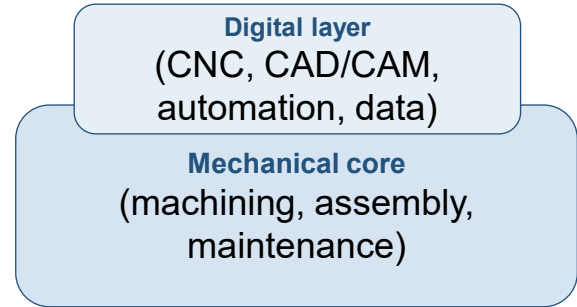 Digital layer
(CNC, CAD/CAM,
automation, data)
Mechanical core
(machining, assembly,
maintenance)